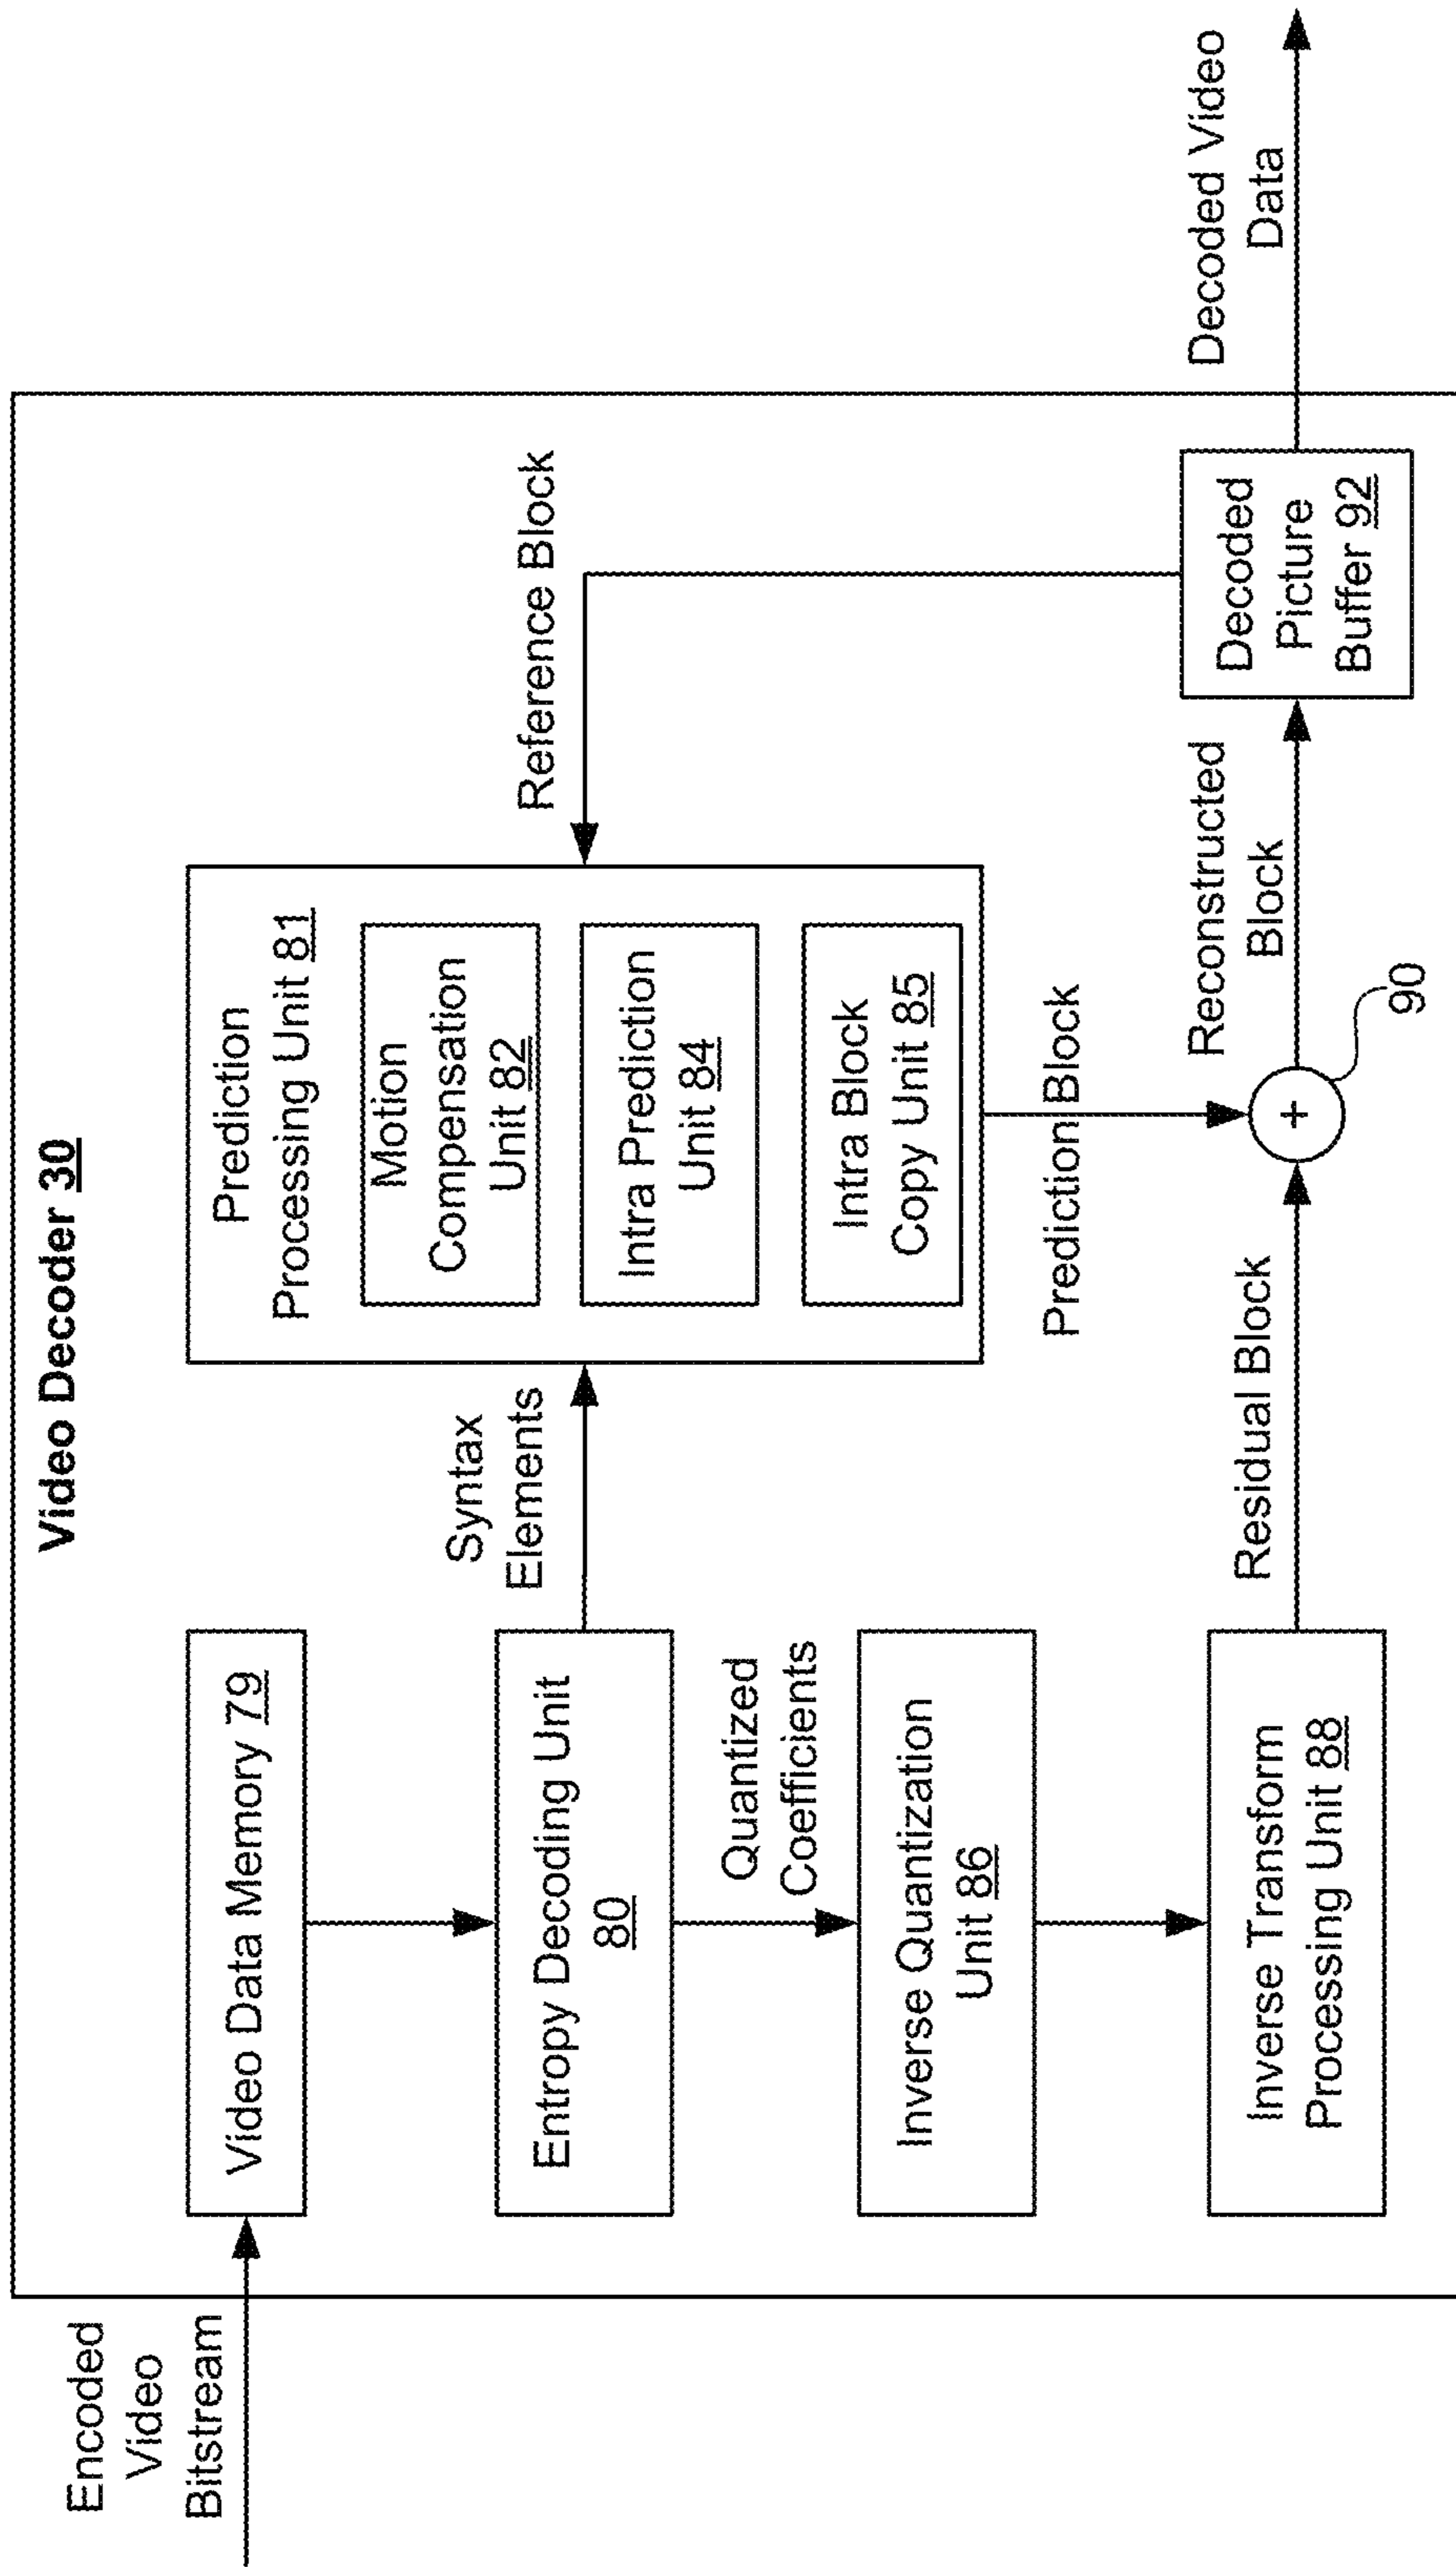 Video Decoder 30
Encoded
Video
Bitstream
Video Data Memory 79
Entropy Decoding Unit
80
Quantized
Coefficients
Inverse Quantization
Unit 86
Inverse Transform
Processing Unit 88
Syntax
Elements
Prediction
Processing Unit 81
Motion
Compensation
Unit 82
Intra Prediction
Unit 84
Intra Block
Copy Unit 85
Reference Block
Prediction Block
Residual Block
+
90
Reconstructed
Block
Decoded
Picture
Buffer 92
Decoded Video
Data